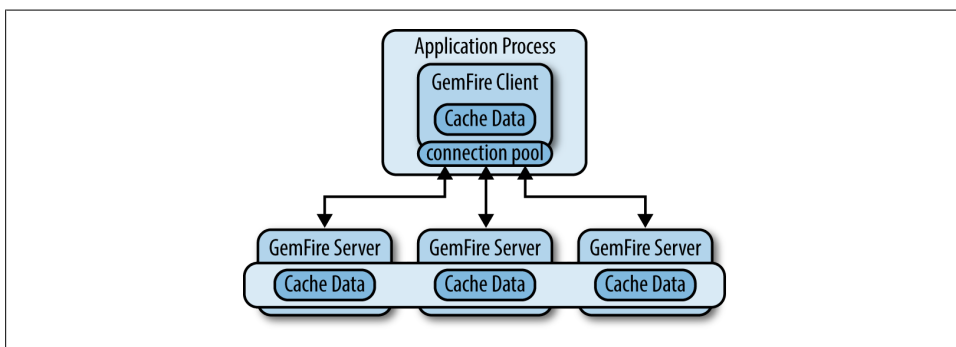 Application Process
GemFire Client
Cache Data
connection pool
GemFire Server
GemFire Server
GemFire Server
Cache Data
Cache Data
Cache Data